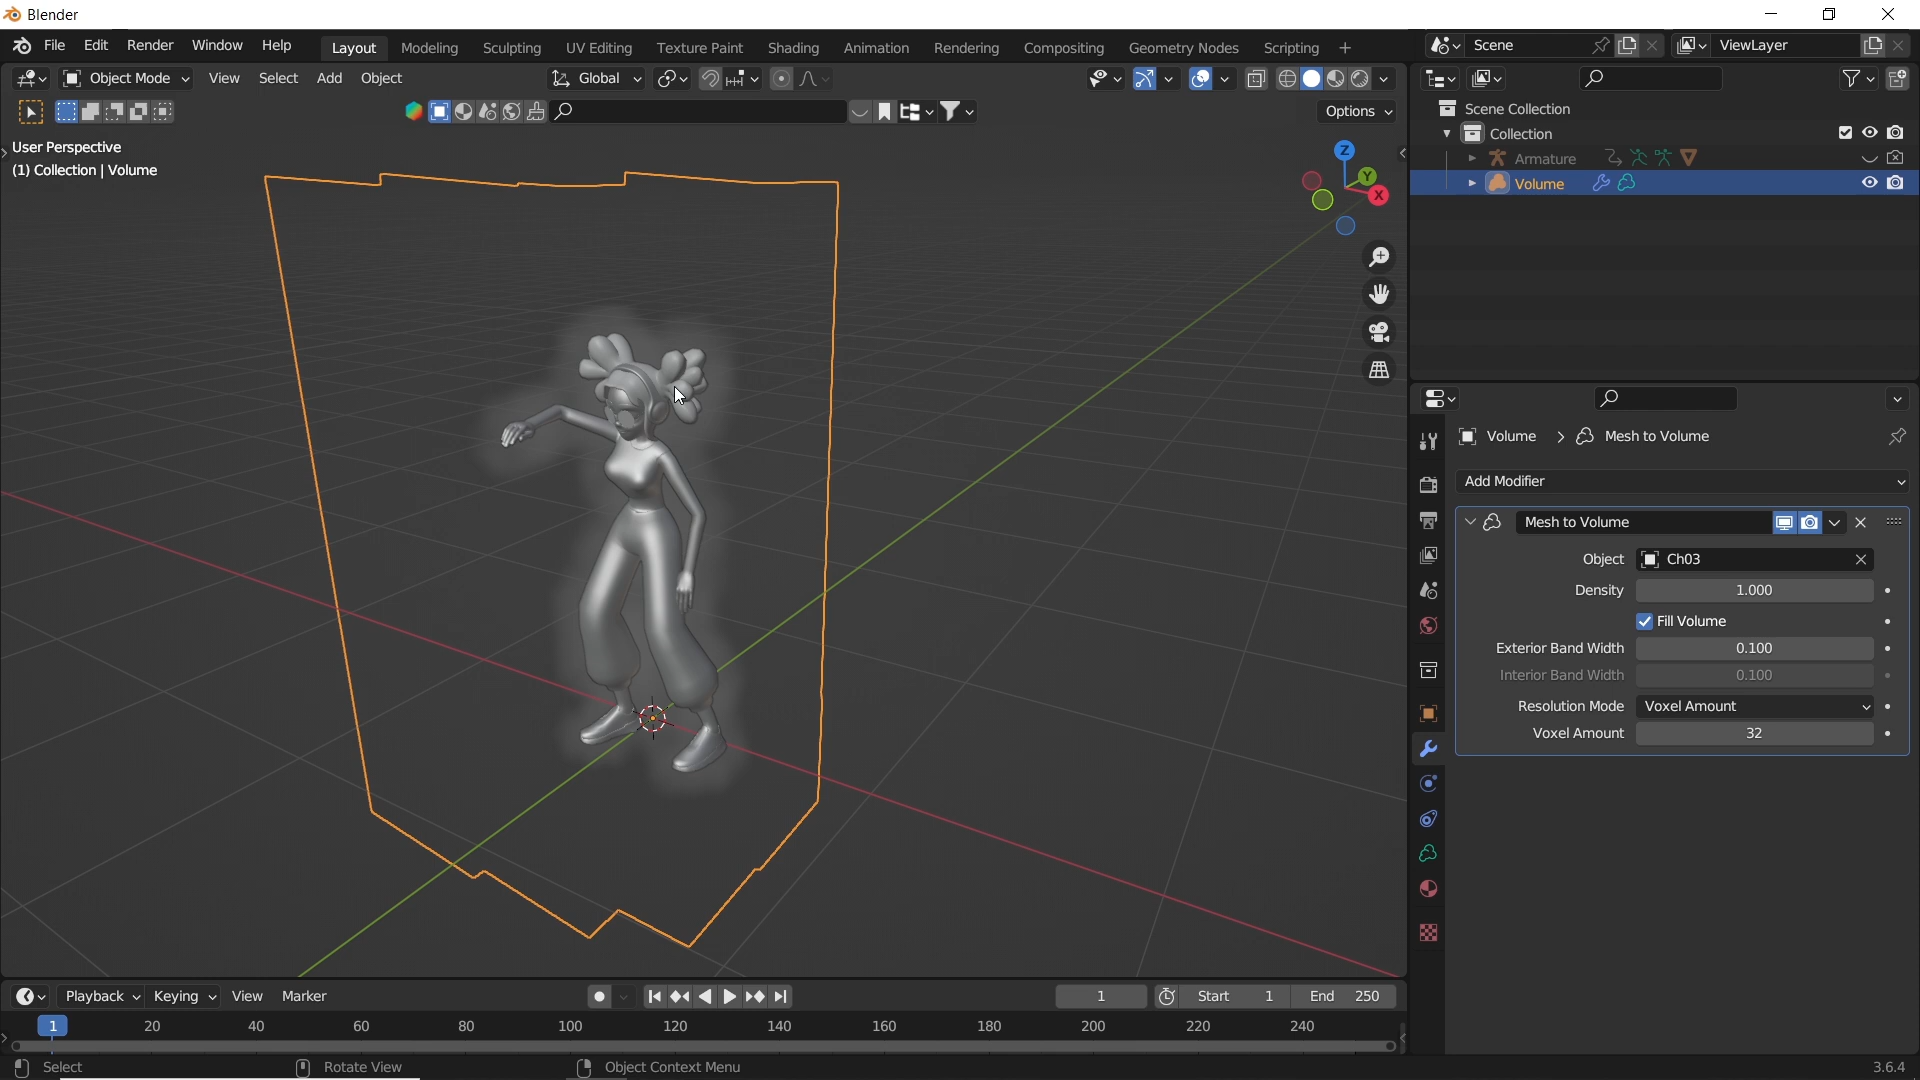 Blender
File Edit Render Window Help Layout Modeling Sculpting UV Editing Texture Paint Shading Animation Rendering Compositing Geometry Nodes Scripting Scene ViewLayer
Object Mode View Select Add Object Global
Options
User Perspective
(1) Collection | Volume
Z
Y
X
Scene Collection
Collection
Armature
Volume
Volume > Mesh to Volume
Add Modifier
Mesh to Volume
Object Ch03
Density 1.000
Fill Volume
Exterior Band Width 0.100
Interior Band Width 0.100
Resolution Mode Voxel Amount
Voxel Amount 32
Playback Keying View Marker 1 Start 1 End 250
1 20 40 60 80 100 120 140 160 180 200 220 240
Select Rotate View Object Context Menu 3.6.4